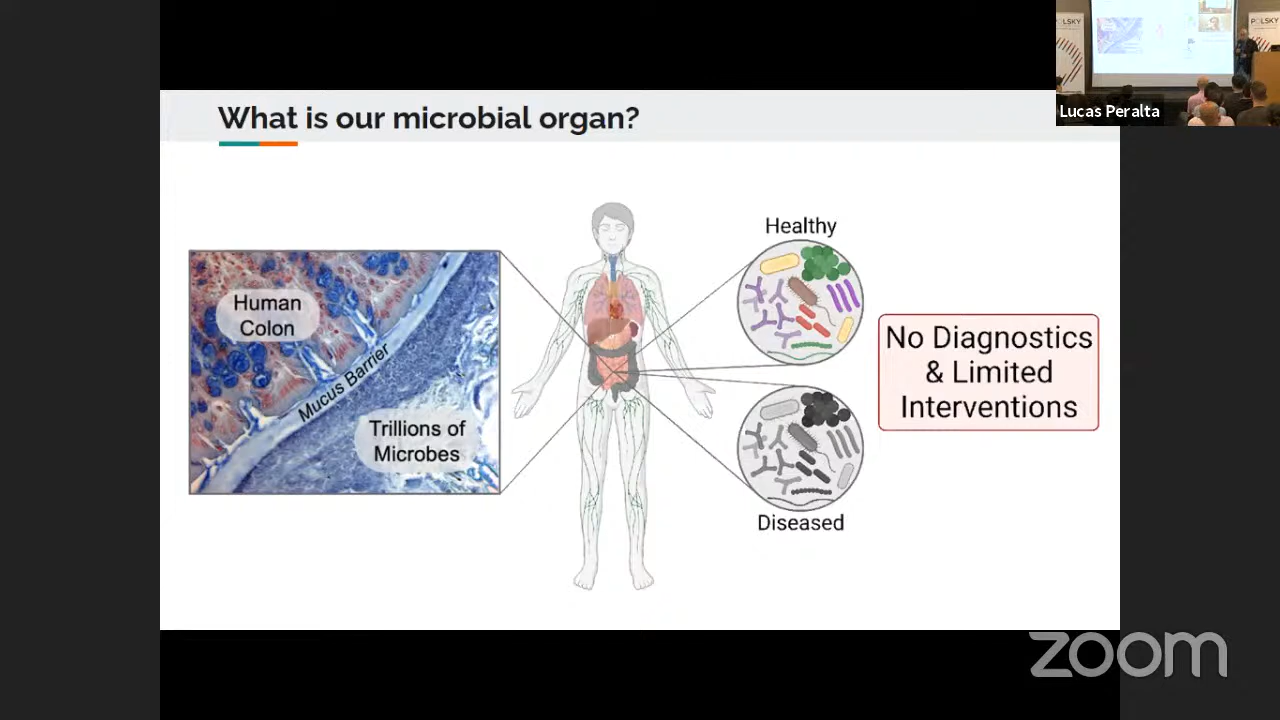 What is our microbial organ?
Human
Colon
Mucus Barrier
Trillions of
Microbes
Healthy
Diseased
No Diagnostics
& Limited
Interventions
POLSKY
Lucas Peralta
zoom